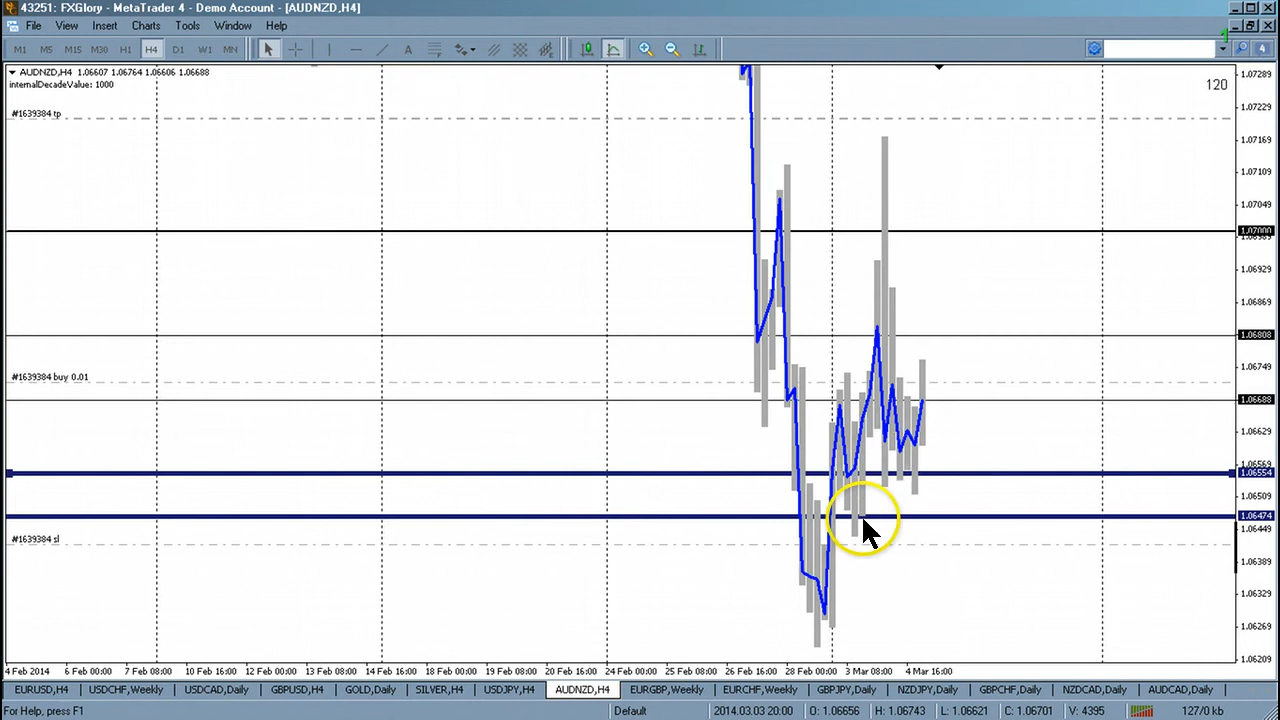 43251: FXGlory - MetaTrader 4 - Demo Account - [AUDNZD,H4]
File View Insert Charts Tools Window Help
M1 M5 M15 M30 H1 H4 D1 W1 MN A 4
1
AUDNZD,H4 1.06607 1.06764 1.06606 1.06688
internalDecadeValue: 1000
120
#1639384 tp
#1639384 buy 0.01
#1639384 sl
1.07289
1.07229
1.07169
1.07109
1.07049
1.07000
1.06929
1.06869
1.06808
1.06749
1.06688
1.06629
1.06554
1.06509
1.06474
1.06449
1.06389
1.06329
1.06269
1.06209
4 Feb 2014 6 Feb 00:00 7 Feb 08:00 10 Feb 16:00 12 Feb 00:00 13 Feb 08:00 14 Feb 16:00 18 Feb 00:00 19 Feb 08:00 20 Feb 16:00 24 Feb 00:00 25 Feb 08:00 26 Feb 16:00 28 Feb 00:00 3 Mar 08:00 4 Mar 16:00
EURUSD,H4 USDCHF,Weekly USDCAD,Daily GBPUSD,H4 GOLD,Daily SILVER,H4 USDJPY,H4 AUDNZD,H4 EURGBP,Weekly EURCHF,Weekly GBPJPY,Daily NZDJPY,Daily GBPCHF,Daily NZDCAD,Daily AUDCAD,Daily
For Help, press F1 Default 2014.03.03 20:00 O: 1.06656 H: 1.06743 L: 1.06621 C: 1.06701 V: 4395 127/0 kb